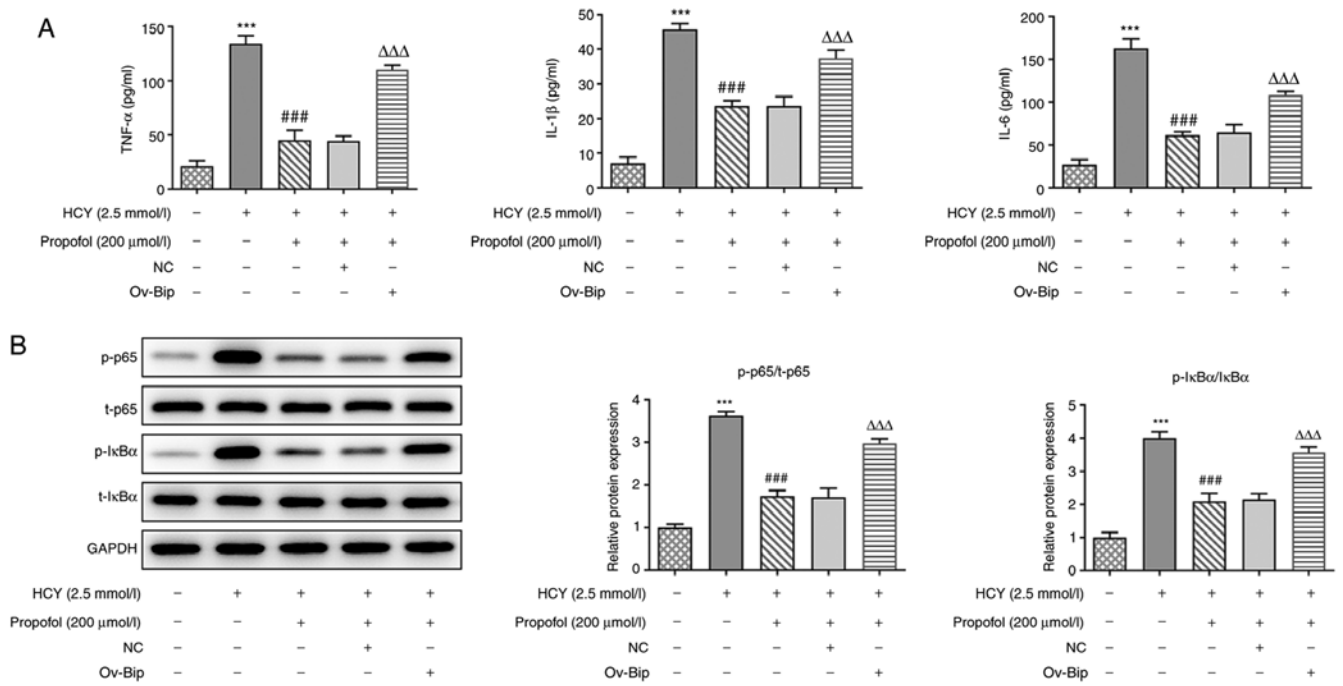 A
150
100
50
0
TNF-α (pg/ml)
***
###
ΔΔΔ
HCY (2.5 mmol/l) – + + + +
Propofol (200 μmol/l) – – + + +
NC – – – + –
Ov-Bip – – – – +
50
40
30
20
10
0
IL-1β (pg/ml)
***
###
ΔΔΔ
HCY (2.5 mmol/l) – + + + +
Propofol (200 μmol/l) – – + + +
NC – – – + –
Ov-Bip – – – – +
200
150
100
50
0
IL-6 (pg/ml)
***
###
ΔΔΔ
HCY (2.5 mmol/l) – + + + +
Propofol (200 μmol/l) – – + + +
NC – – – + –
Ov-Bip – – – – +
B
p-p65
t-p65
p-IκBα
t-IκBα
GAPDH
HCY (2.5 mmol/l) – + + + +
Propofol (200 μmol/l) – – + + +
NC – – – + –
Ov-Bip – – – – +
p-p65/t-p65
4
3
2
1
0
Relative protein expression
***
###
ΔΔΔ
HCY (2.5 mmol/l) – + + + +
Propofol (200 μmol/l) – – + + +
NC – – – + –
Ov-Bip – – – – +
p-IκBα/IκBα
5
4
3
2
1
0
Relative protein expression
***
###
ΔΔΔ
HCY (2.5 mmol/l) – + + + +
Propofol (200 μmol/l) – – + + +
NC – – – + –
Ov-Bip – – – – +